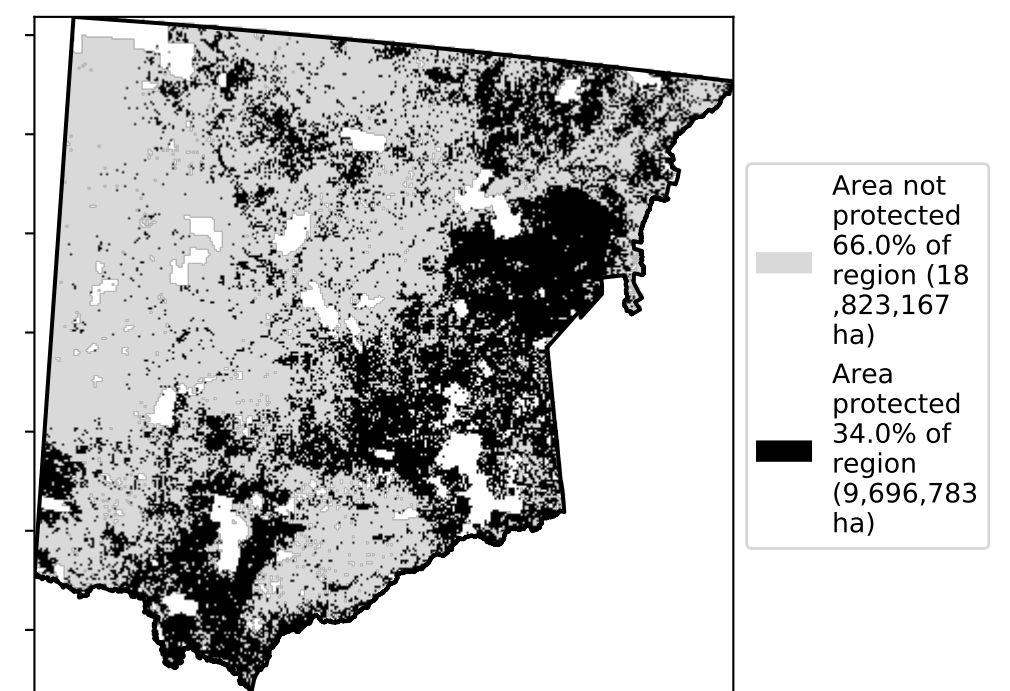 Area not
protected
66.0% of
region (18
,823,167
ha)
Area
protected
34.0% of
region
(9,696,783
ha)